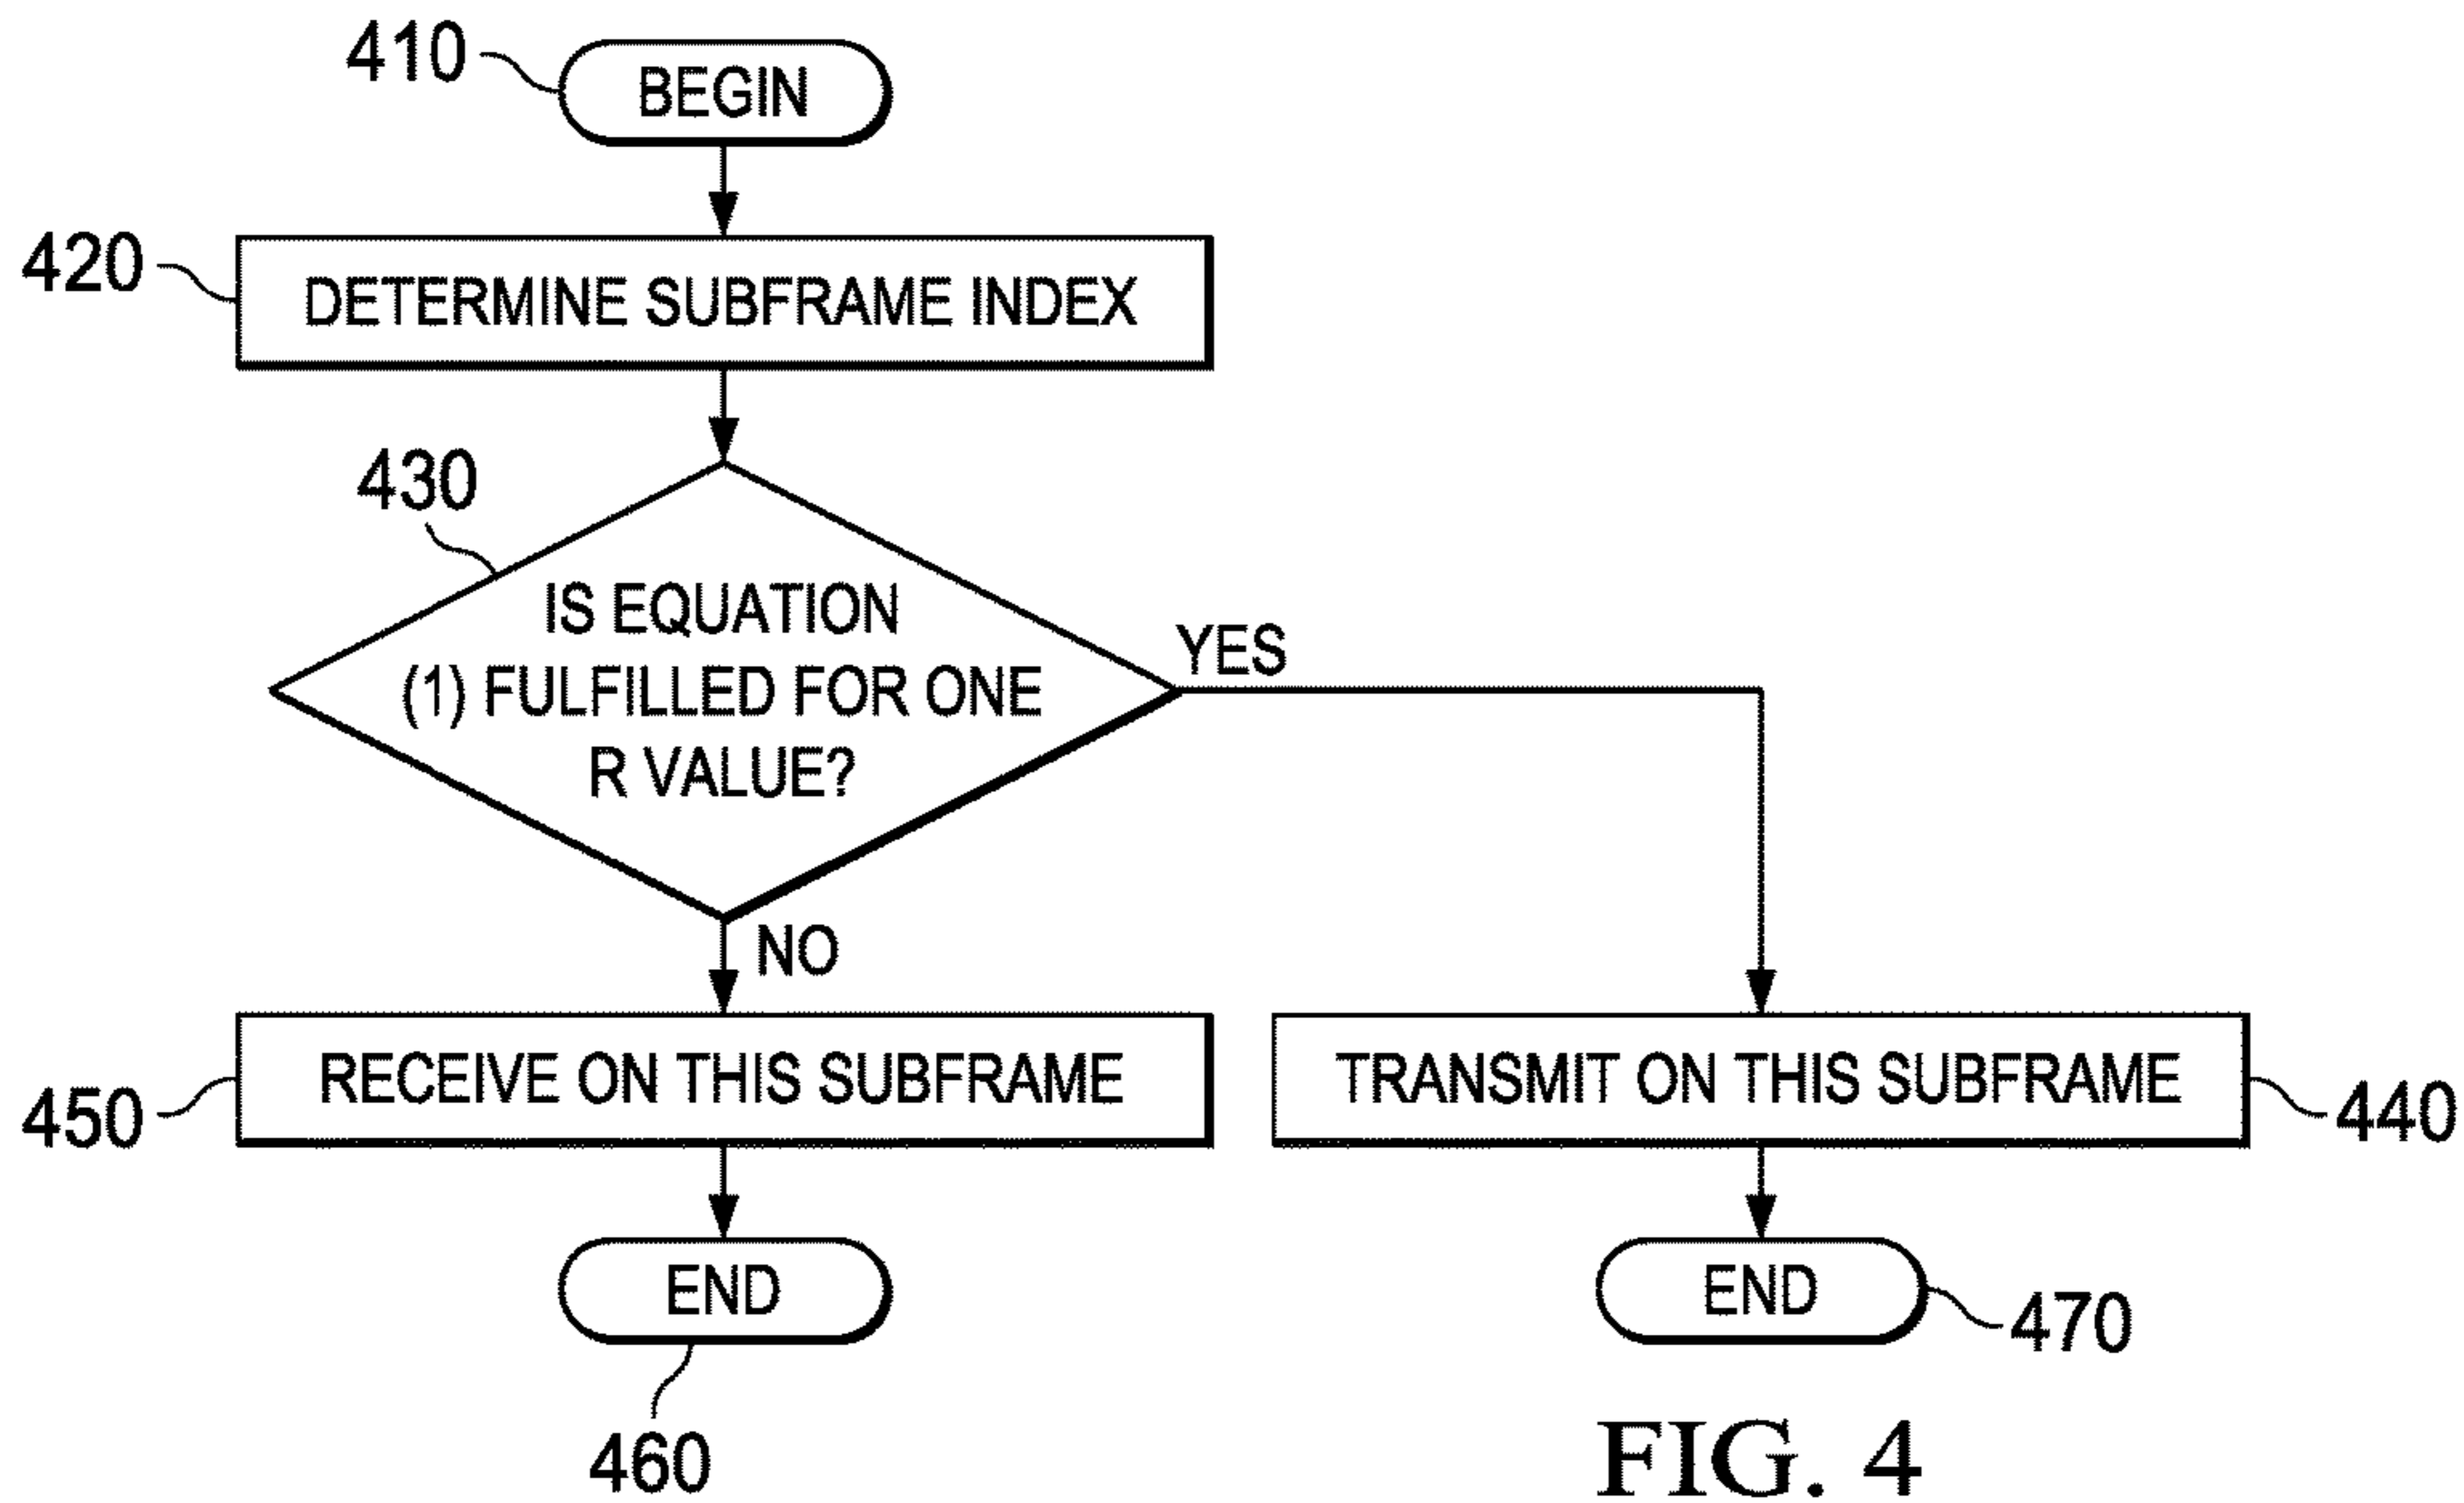 410
BEGIN
420
DETERMINE SUBFRAME INDEX
430
IS EQUATION
(1) FULFILLED FOR ONE
R VALUE?
YES
NO
450
RECEIVE ON THIS SUBFRAME
TRANSMIT ON THIS SUBFRAME
440
END
460
END
470
FIG. 4